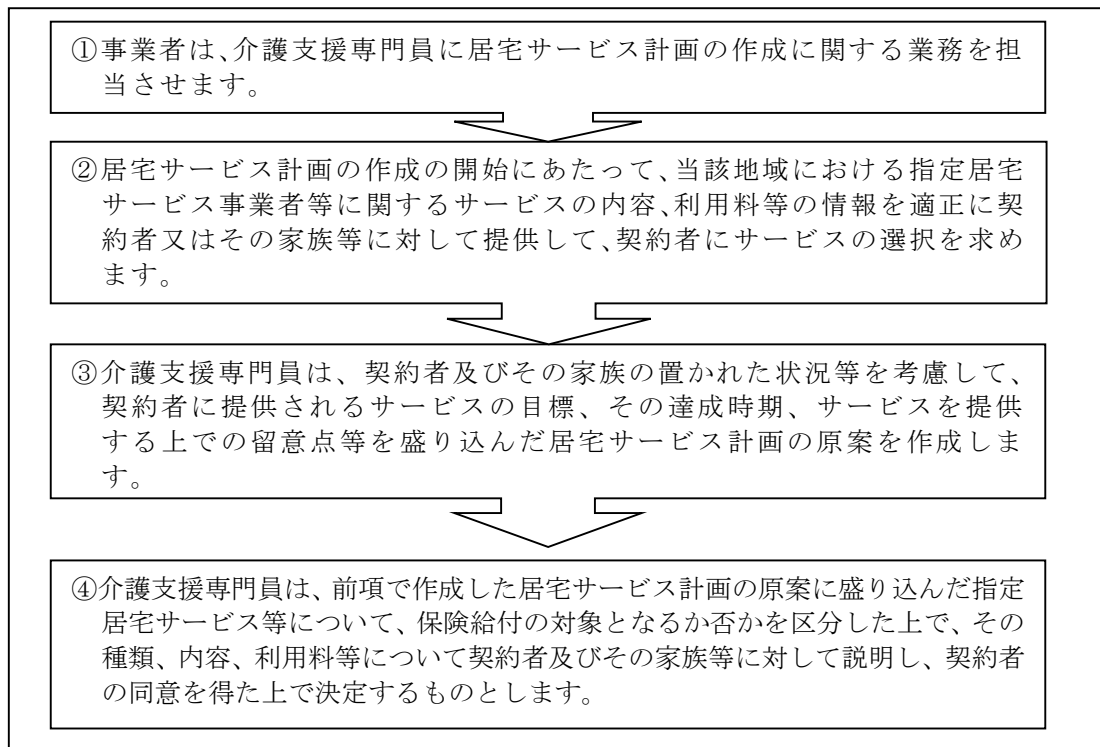 ①事業者は、介護支援専門員に居宅サービス計画の作成に関する業務を担
当させます。
②居宅サービス計画の作成の開始にあたって、当該地域における指定居宅
サービス事業者等に関するサービスの内容、利用料等の情報を適正に契
約者又はその家族等に対して提供して、契約者にサービスの選択を求め
ます。
③介護支援専門員は、契約者及びその家族の置かれた状況等を考慮して、
契約者に提供されるサービスの目標、その達成時期、サービスを提供
する上での留意点等を盛り込んだ居宅サービス計画の原案を作成しま
す。
④介護支援専門員は、前項で作成した居宅サービス計画の原案に盛り込んだ指定
居宅サービス等について、保険給付の対象となるか否かを区分した上で、その
種類、内容、利用料等について契約者及びその家族等に対して説明し、契約者
の同意を得た上で決定するものとします。